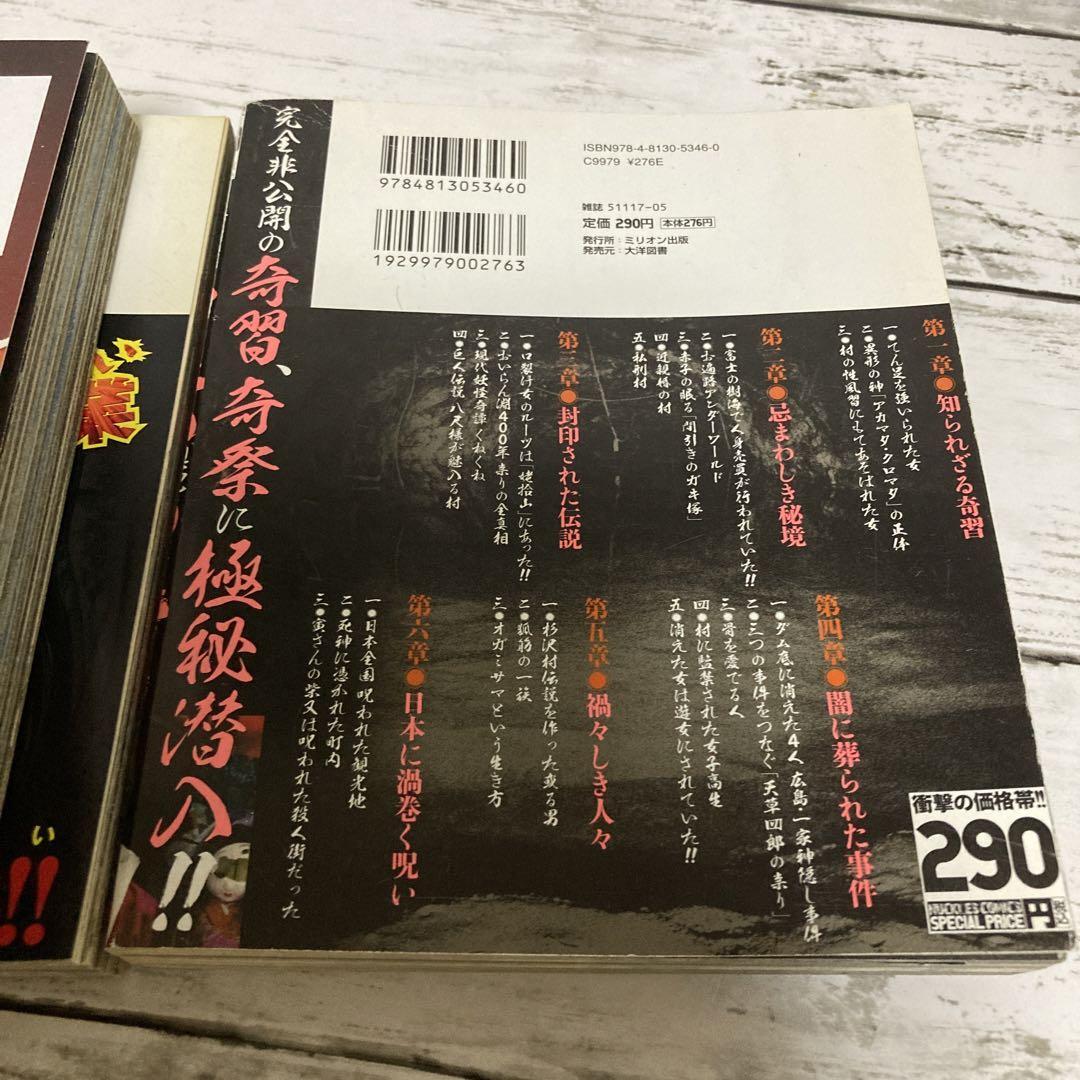 完全非公開の奇習、奇祭に極秘潜入!!
9784813053460
1929979002763
ISBN978-4-8130-5346-0
C9979 ¥276E
雑誌 51117-05
定価 290円 本体276円
発行所：ミリオン出版
発売元：大洋図書
第一章●知られざる奇習
一●てん足を強いられた女
二●異形の神「アカマタ・クロマタ」の正体
三●村の性風習にもてあそばれた女
第二章●忌まわしき秘境
一●富士の樹海で人身売買が行われていた!!
二●お遍路アンダーワールド
三●赤子の眠る「間引きのガキ塚」
四●近親婚の村
五●私刑村
第三章●封印された伝説
一●口裂け女のルーツは「姥捨山」にあった!!
二●おいらん淵400年祟りの全真相
三●現代妖怪奇譚くねくね
四●巨人伝説 八尺様が魅入る村
第四章●闇に葬られた事件
一●ダム底に消えた4人 広島・一家神隠し事件
二●三つの事件をつなぐ「天草四郎の祟り」
三●骨を愛でる人
四●村に監禁された女子高生
五●消えた女は遊女にされていた!!
第五章●禍々しき人々
一●杉沢村伝説を作った或る男
二●狐筋の一族
三●オガミサマという生き方
第六章●日本に渦巻く呪い
一●日本全国 呪われた観光地
二●死神に憑かれた町内
三●寅さんの柴又は呪われた殺人街だった
衝撃の価格帯!!
290
円
税込
NUCKLES COMICS
SPECIAL PRICE
い
!!